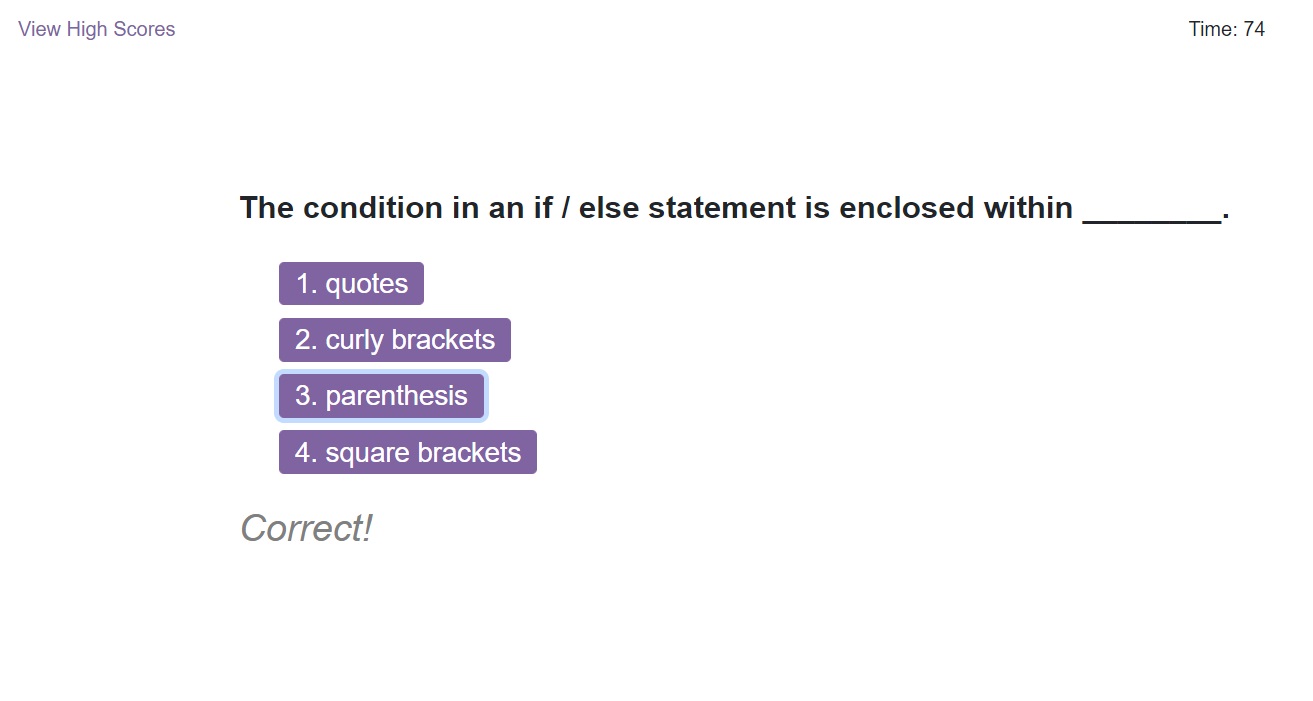 View High Scores
Time: 74
The condition in an if / else statement is enclosed within ________.
1. quotes
2. curly brackets
3. parenthesis
4. square brackets
Correct!